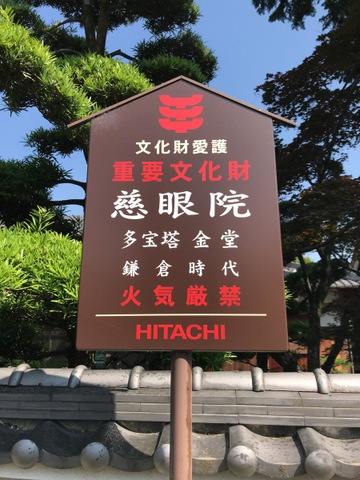 文化財愛護
重要文化財
慈眼院
多宝塔 金堂
鎌倉時代
火気厳禁
HITACHI